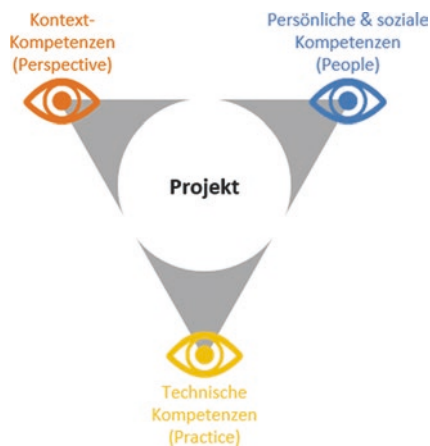 Kontext-
Kompetenzen
(Perspective)
Persönliche & soziale
Kompetenzen
(People)
Projekt
Technische
Kompetenzen
(Practice)